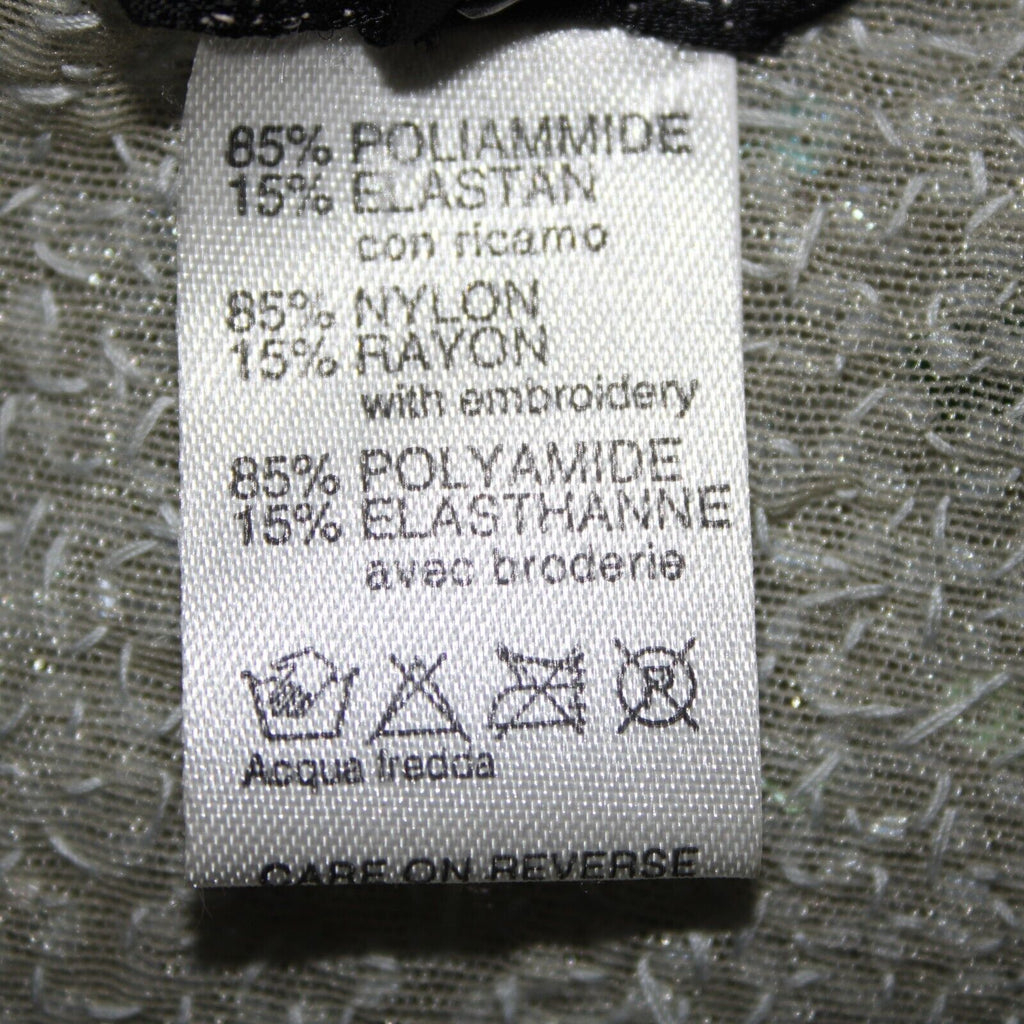 85% POLIAMMIDE
15% ELASTAN
con ricamo
85% NYLON
15% RAYON
with embroidery
85% POLYAMIDE
15% ELASTHANNE
avec broderie
R
Acqua fredda
CARE ON REVERSE